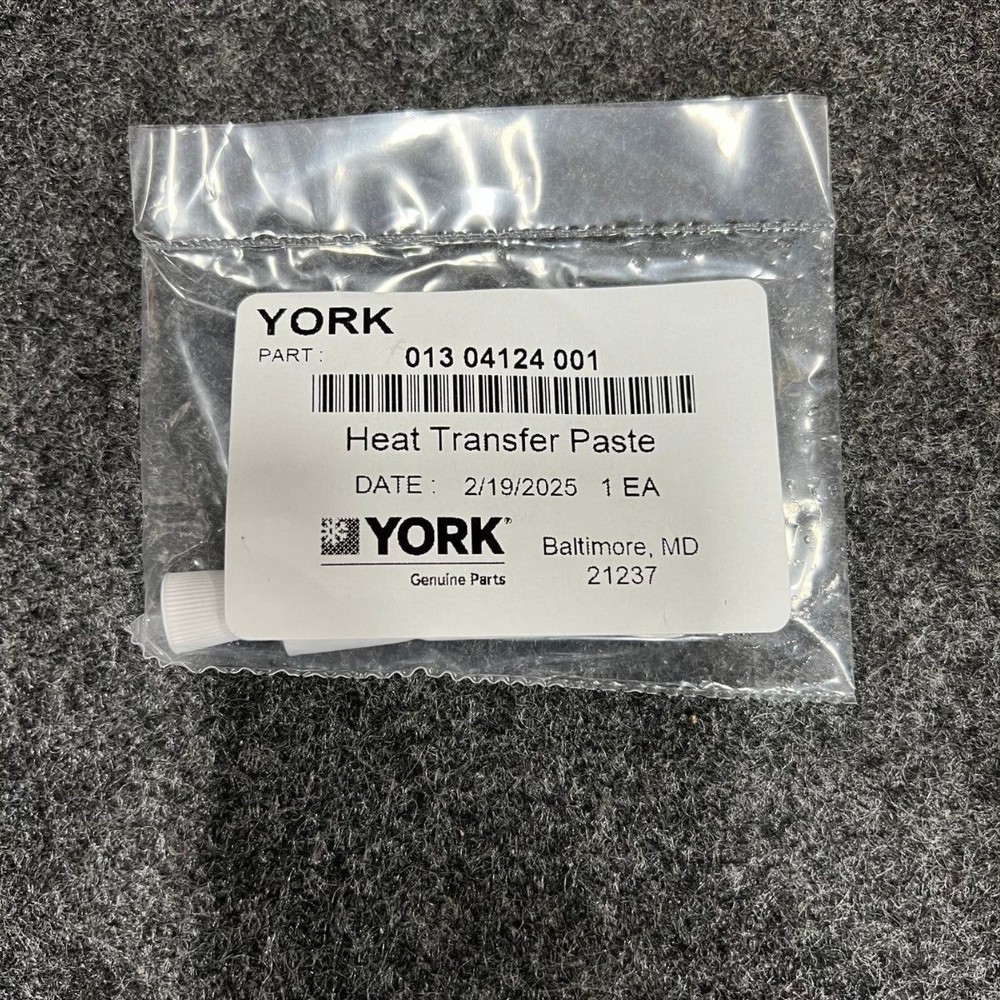 YORK
PART: 013 04124 001
Heat Transfer Paste
DATE: 2/19/2025 1 EA
YORK®
Genuine Parts
Baltimore, MD
21237